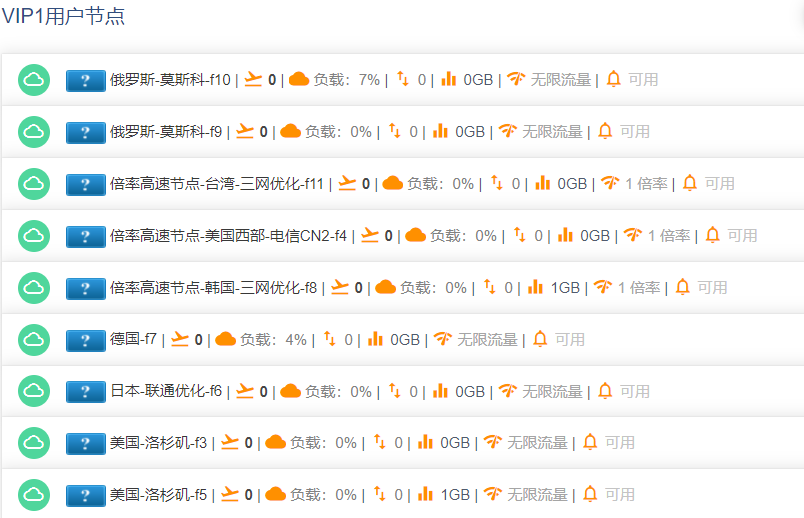 VIP1用户节点
? 俄罗斯-莫斯科-f10 | 0 | 负载：7% | 0 | 0GB | 无限流量 | 可用
? 俄罗斯-莫斯科-f9 | 0 | 负载：0% | 0 | 0GB | 无限流量 | 可用
? 倍率高速节点-台湾-三网优化-f11 | 0 | 负载：0% | 0 | 0GB | 1 倍率 | 可用
? 倍率高速节点-美国西部-电信CN2-f4 | 0 | 负载：0% | 0 | 0GB | 1 倍率 | 可用
? 倍率高速节点-韩国-三网优化-f8 | 0 | 负载：0% | 0 | 1GB | 1 倍率 | 可用
? 德国-f7 | 0 | 负载：4% | 0 | 0GB | 无限流量 | 可用
? 日本-联通优化-f6 | 0 | 负载：0% | 0 | 0GB | 无限流量 | 可用
? 美国-洛杉矶-f3 | 0 | 负载：0% | 0 | 0GB | 无限流量 | 可用
? 美国-洛杉矶-f5 | 0 | 负载：0% | 0 | 1GB | 无限流量 | 可用